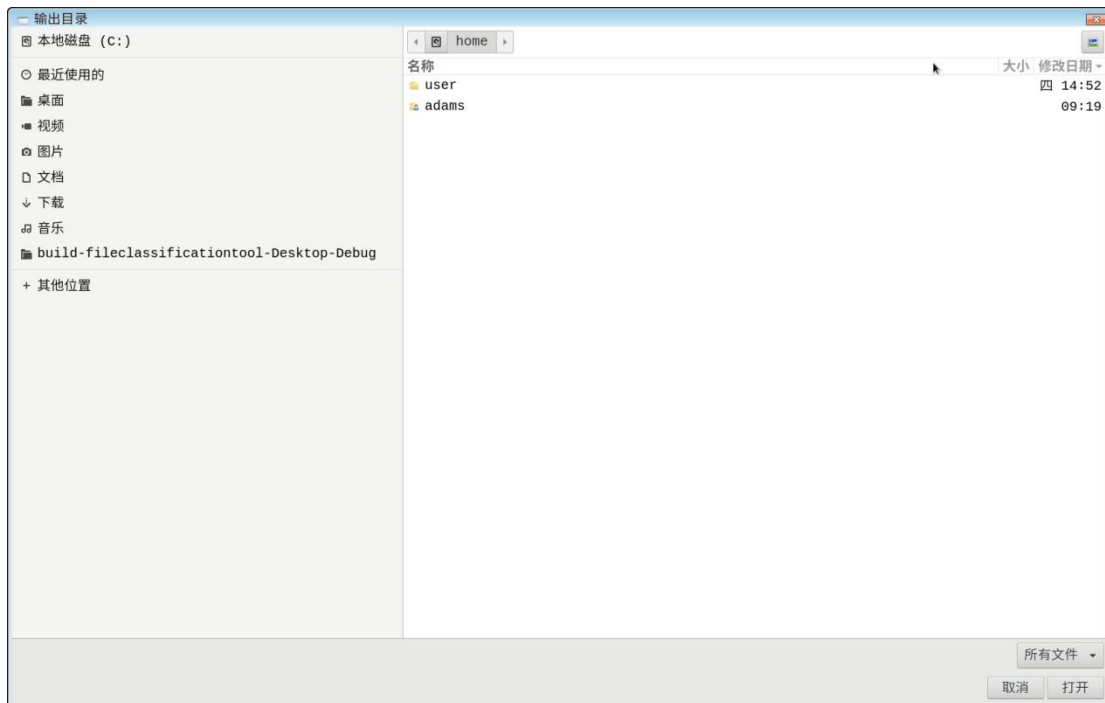 输出目录
本地磁盘 (C:)
最近使用的
桌面
视频
图片
文档
下载
音乐
build-fileclassificationtool-Desktop-Debug
其他位置
home
名称 大小 修改日期
user 四 14:52
adams 09:19
所有文件
取消 打开